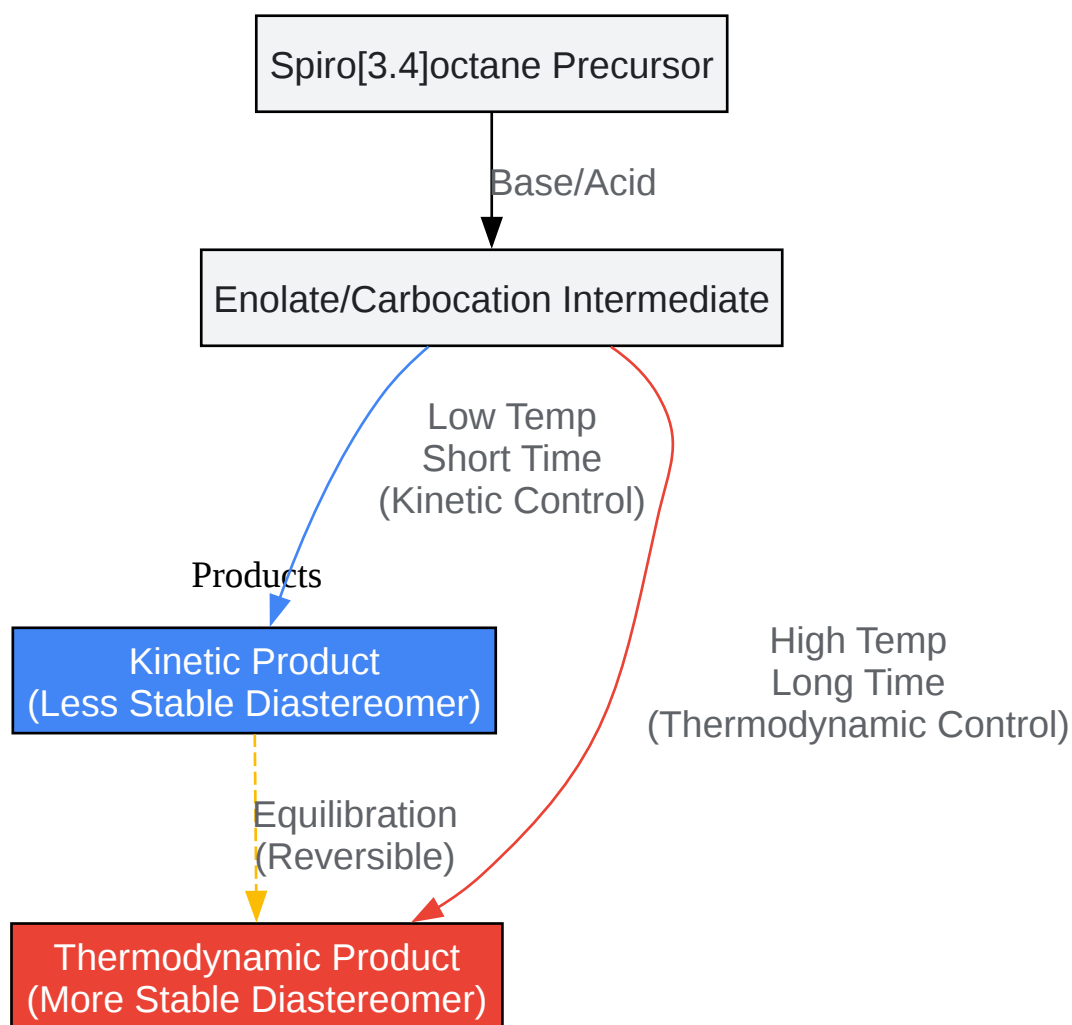 Spiro[3.4]octane Precursor
Base/Acid
Enolate/Carbocation Intermediate
Low Temp
Short Time
(Kinetic Control)
Products
Kinetic Product
(Less Stable Diastereomer)
High Temp
Long Time
(Thermodynamic Control)
Equilibration
(Reversible)
Thermodynamic Product
(More Stable Diastereomer)